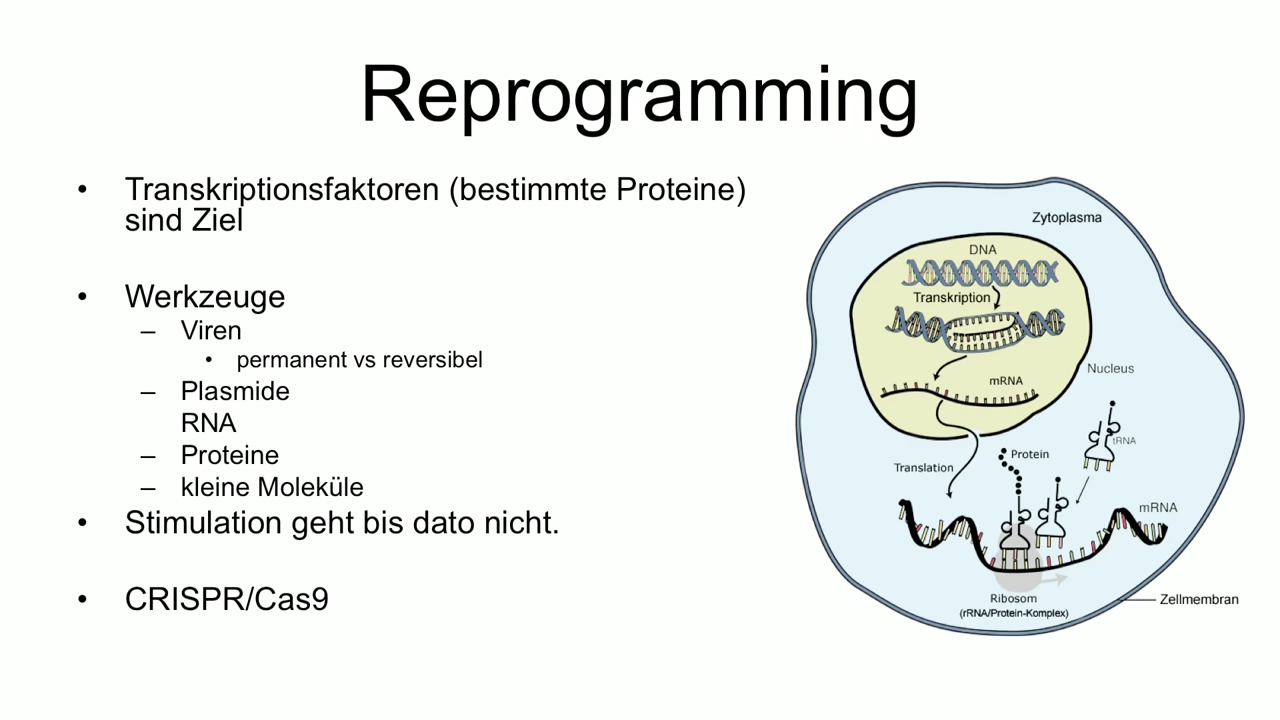 Reprogramming
• Transkriptionsfaktoren (bestimmte Proteine)
sind Ziel
• Werkzeuge
– Viren
• permanent vs reversibel
– Plasmide
RNA
– Proteine
– kleine Moleküle
• Stimulation geht bis dato nicht.
• CRISPR/Cas9
Zytoplasma
DNA
Transkription
mRNA
Nucleus
tRNA
Protein
Translation
mRNA
Ribosom
(rRNA/Protein-Komplex)
Zellmembran